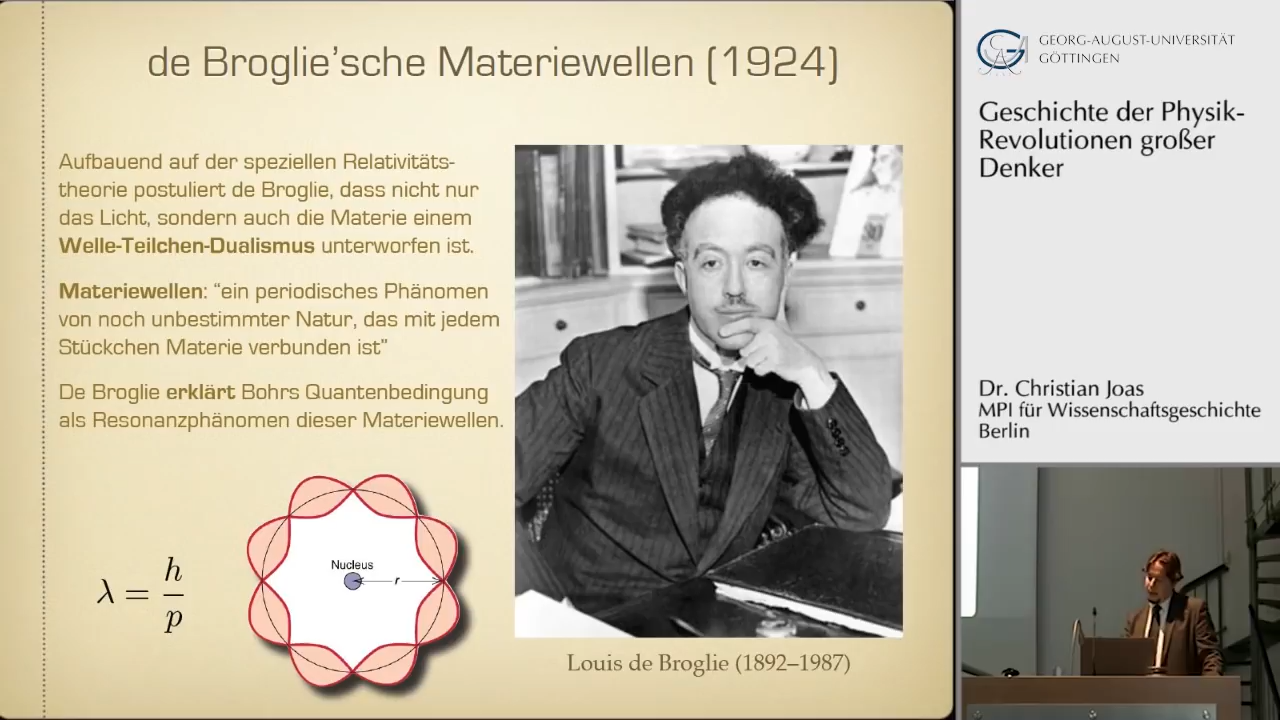 de Broglie’sche Materiewellen (1924)
Aufbauend auf der speziellen Relativitäts-
theorie postuliert de Broglie, dass nicht nur
das Licht, sondern auch die Materie einem
Welle-Teilchen-Dualismus unterworfen ist.
Materiewellen: “ein periodisches Phänomen
von noch unbestimmter Natur, das mit jedem
Stückchen Materie verbunden ist”
De Broglie erklärt Bohrs Quantenbedingung
als Resonanzphänomen dieser Materiewellen.
λ = h/p
Nucleus
r
Louis de Broglie (1892–1987)
GEORG-AUGUST-UNIVERSITÄT
GÖTTINGEN
Geschichte der Physik-
Revolutionen großer
Denker
Dr. Christian Joas
MPI für Wissenschaftsgeschichte
Berlin